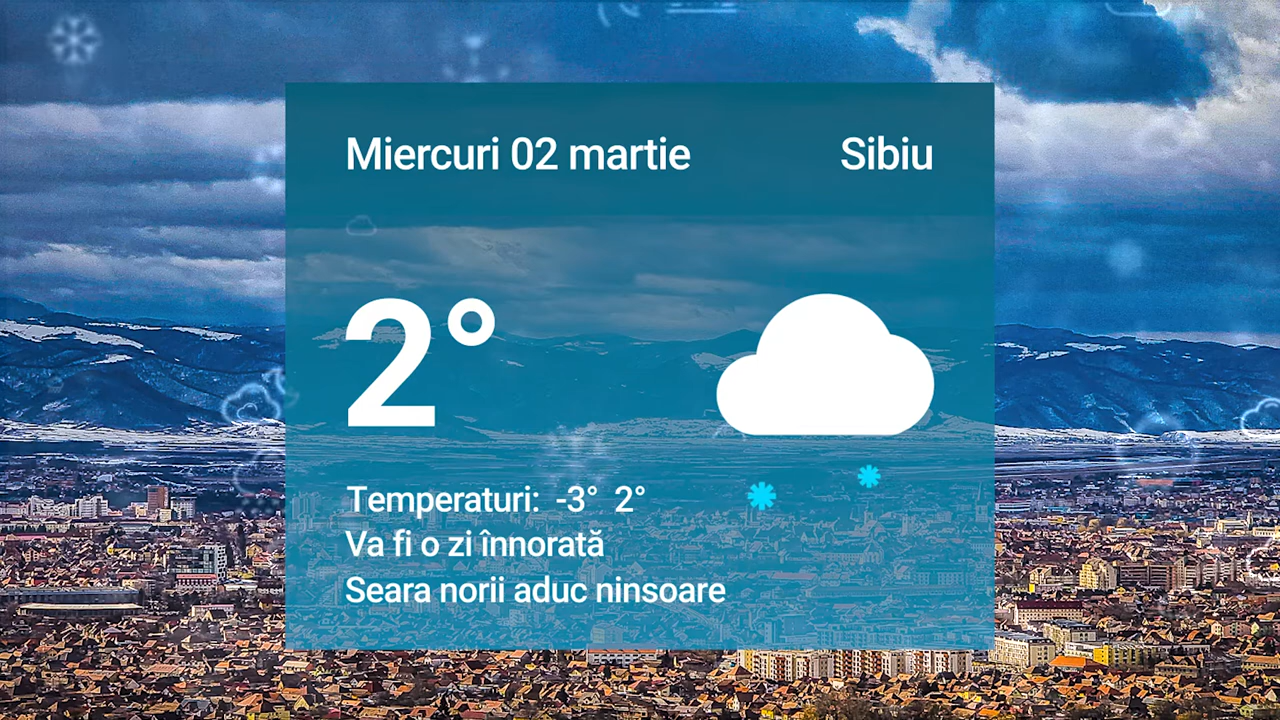 Miercuri 02 martie
Sibiu
2°
Temperaturi: -3° 2°
Va fi o zi înnorată
Seara norii aduc ninsoare